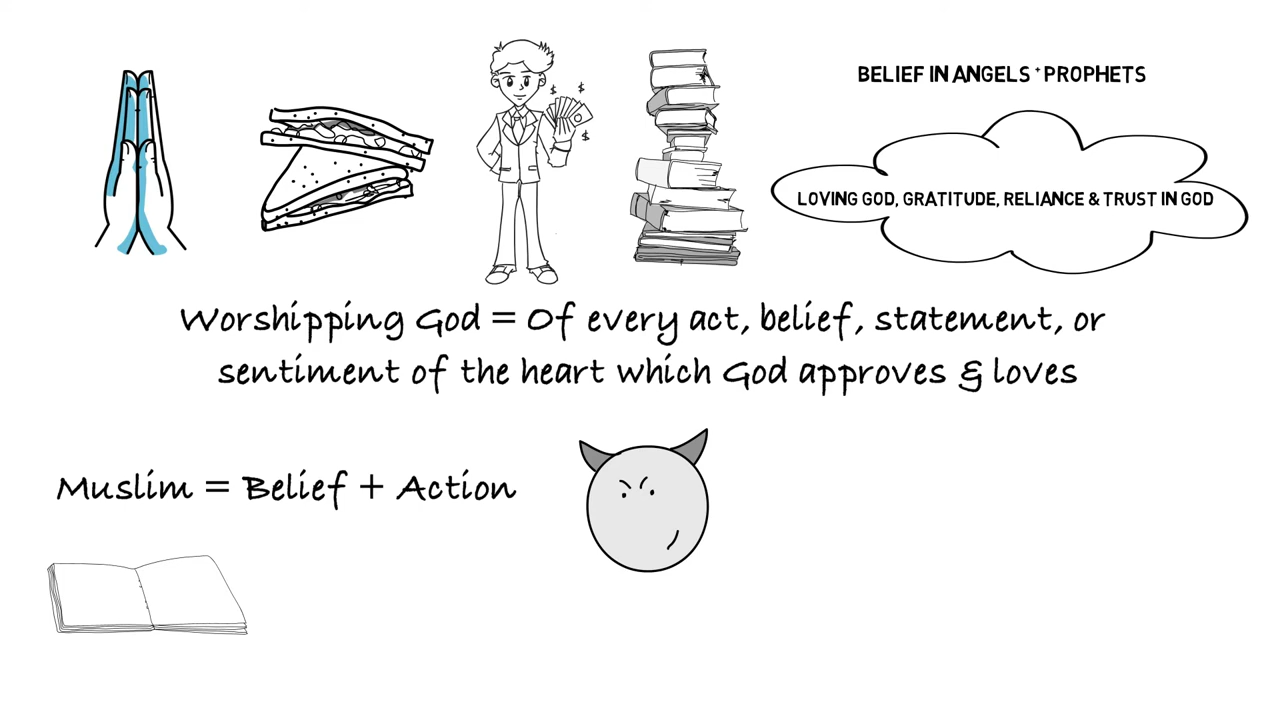 BELIEF IN ANGELS + PROPHETS
LOVING GOD, GRATITUDE, RELIANCE & TRUST IN GOD
Worshipping God = Of every act, belief, statement, or
sentiment of the heart which God approves & loves
Muslim = Belief + Action